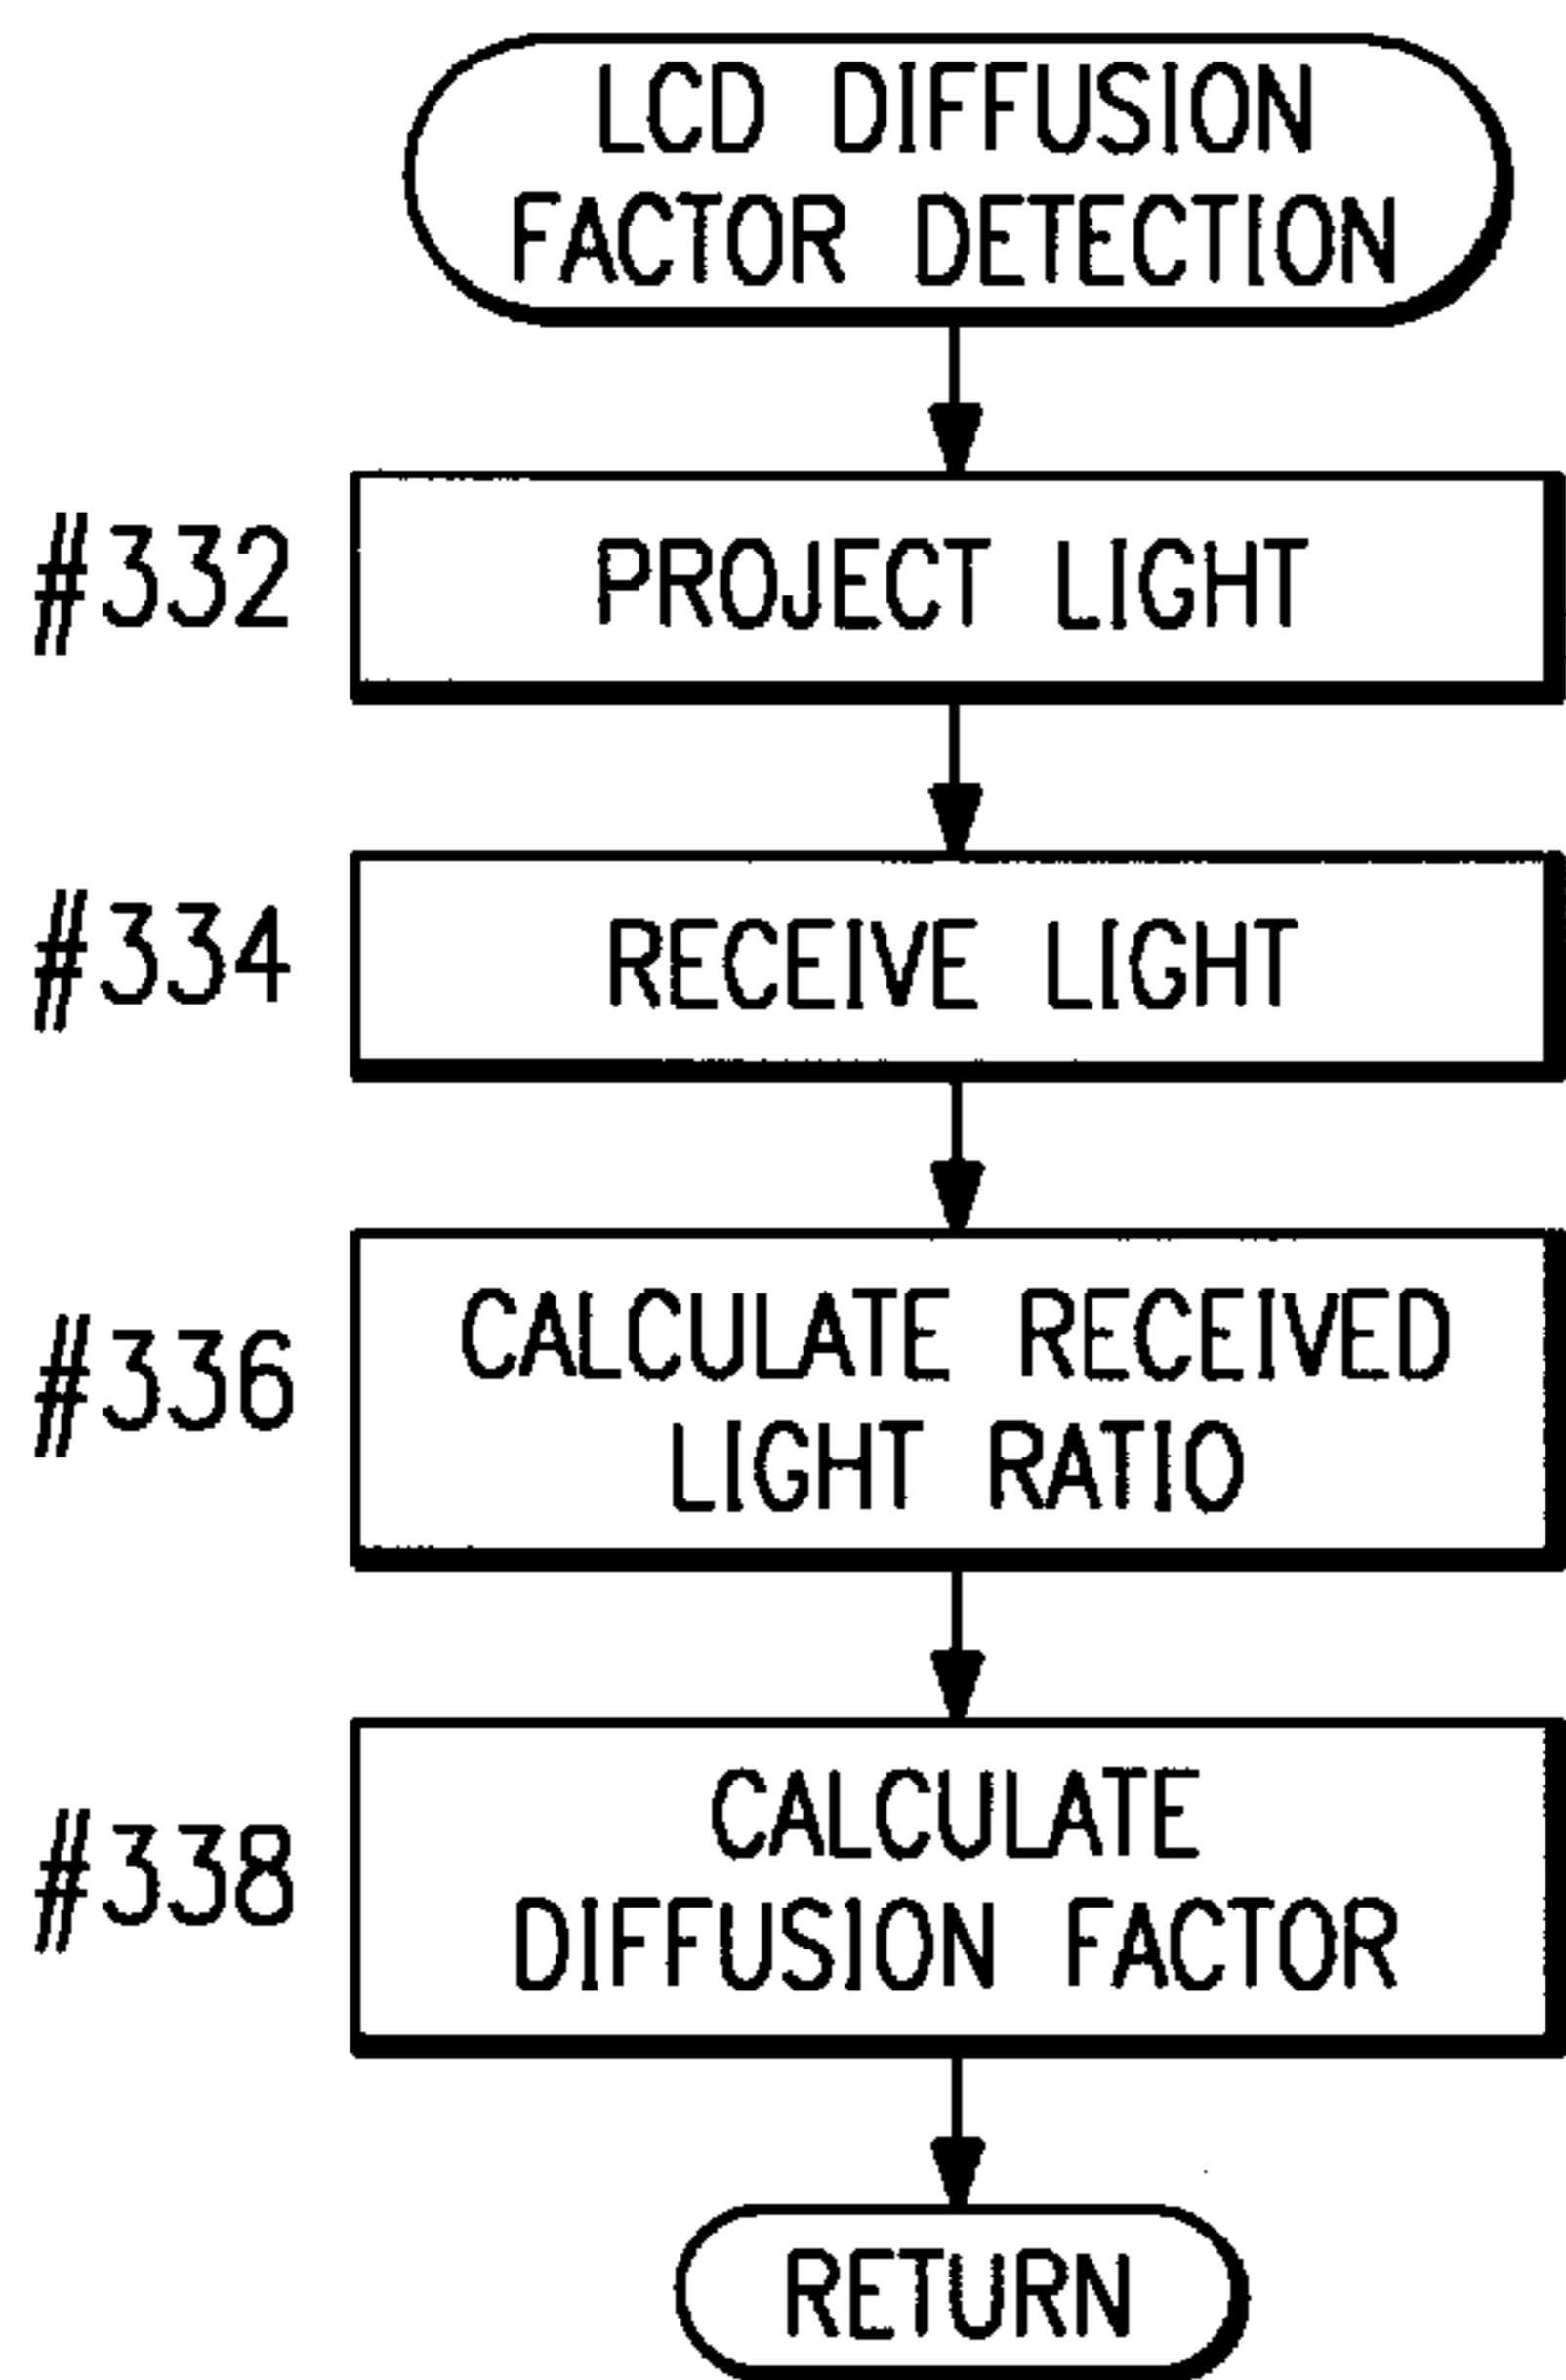 LCD DIFFUSION
FACTOR DETECTION
#332
PROJECT LIGHT
#334
RECEIVE LIGHT
#336
CALCULATE RECEIVED
LIGHT RATIO
#338
CALCULATE
DIFFUSION FACTOR
RETURN